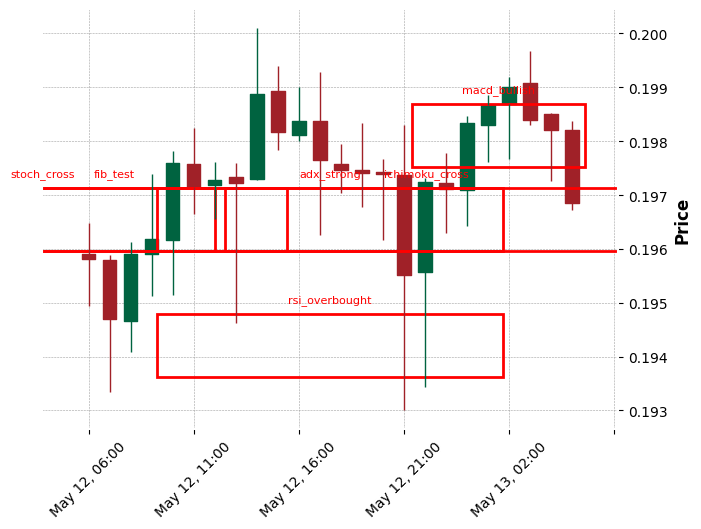 0.200
0.199
macd_bullish
0.198
stoch_cross fib_test adx_strong ichimoku_cross
0.197
Price
0.196
rsi_overbought
0.195
0.194
0.193
May 12, 06:00
May 12, 11:00
May 12, 16:00
May 12, 21:00
May 13, 02:00